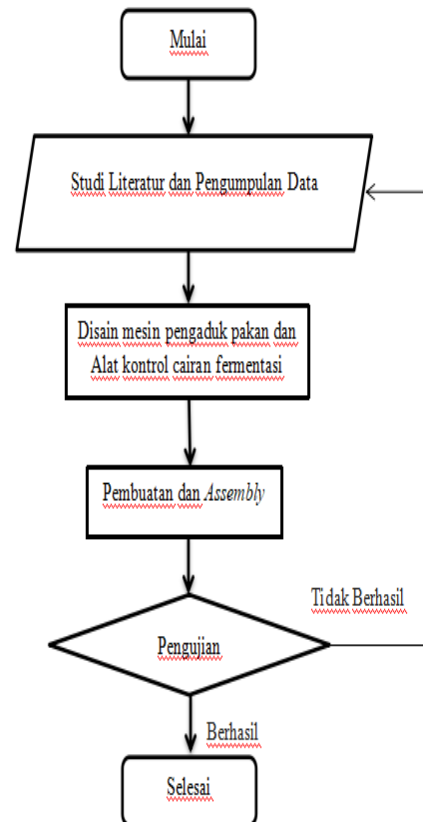 Mulai
Studi Literatur dan Pengumpulan Data
Disain mesin pengaduk pakan dan
Alat kontrol cairan fermentasi
Pembuatan dan Assembly
Tidak Berhasil
Pengujian
Berhasil
Selesai